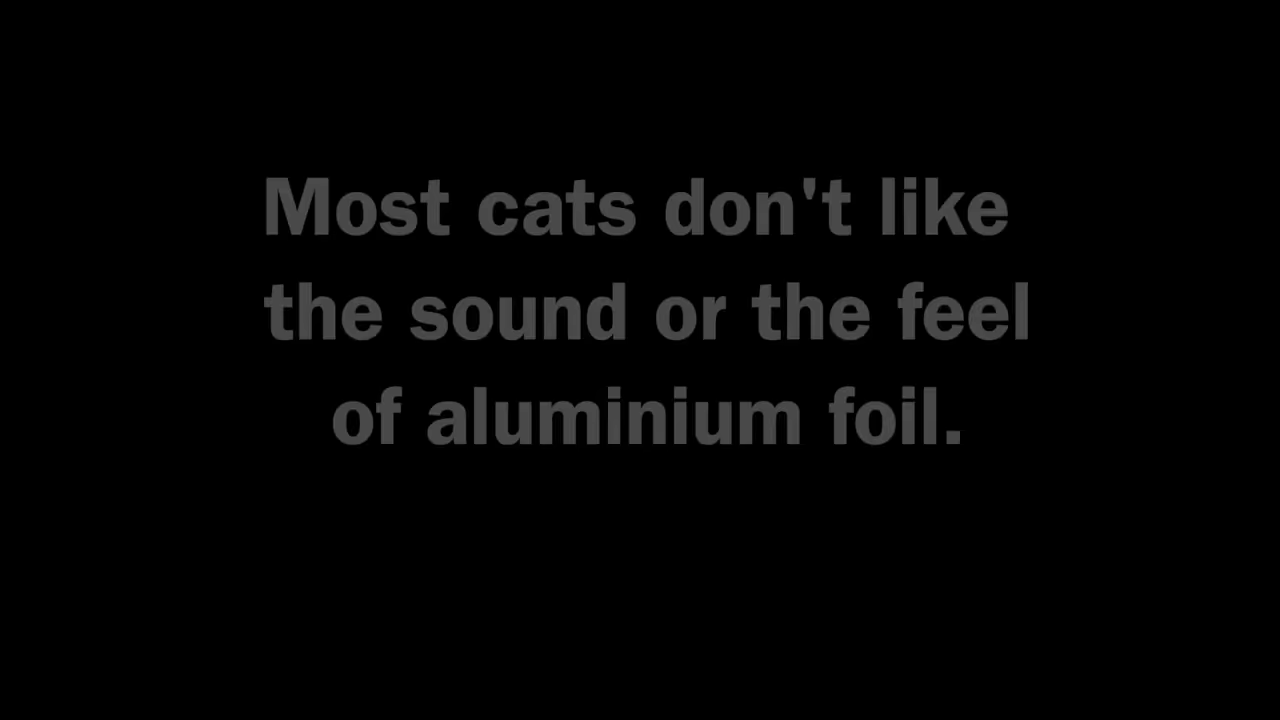 Most cats don't like
the sound or the feel
of aluminium foil.